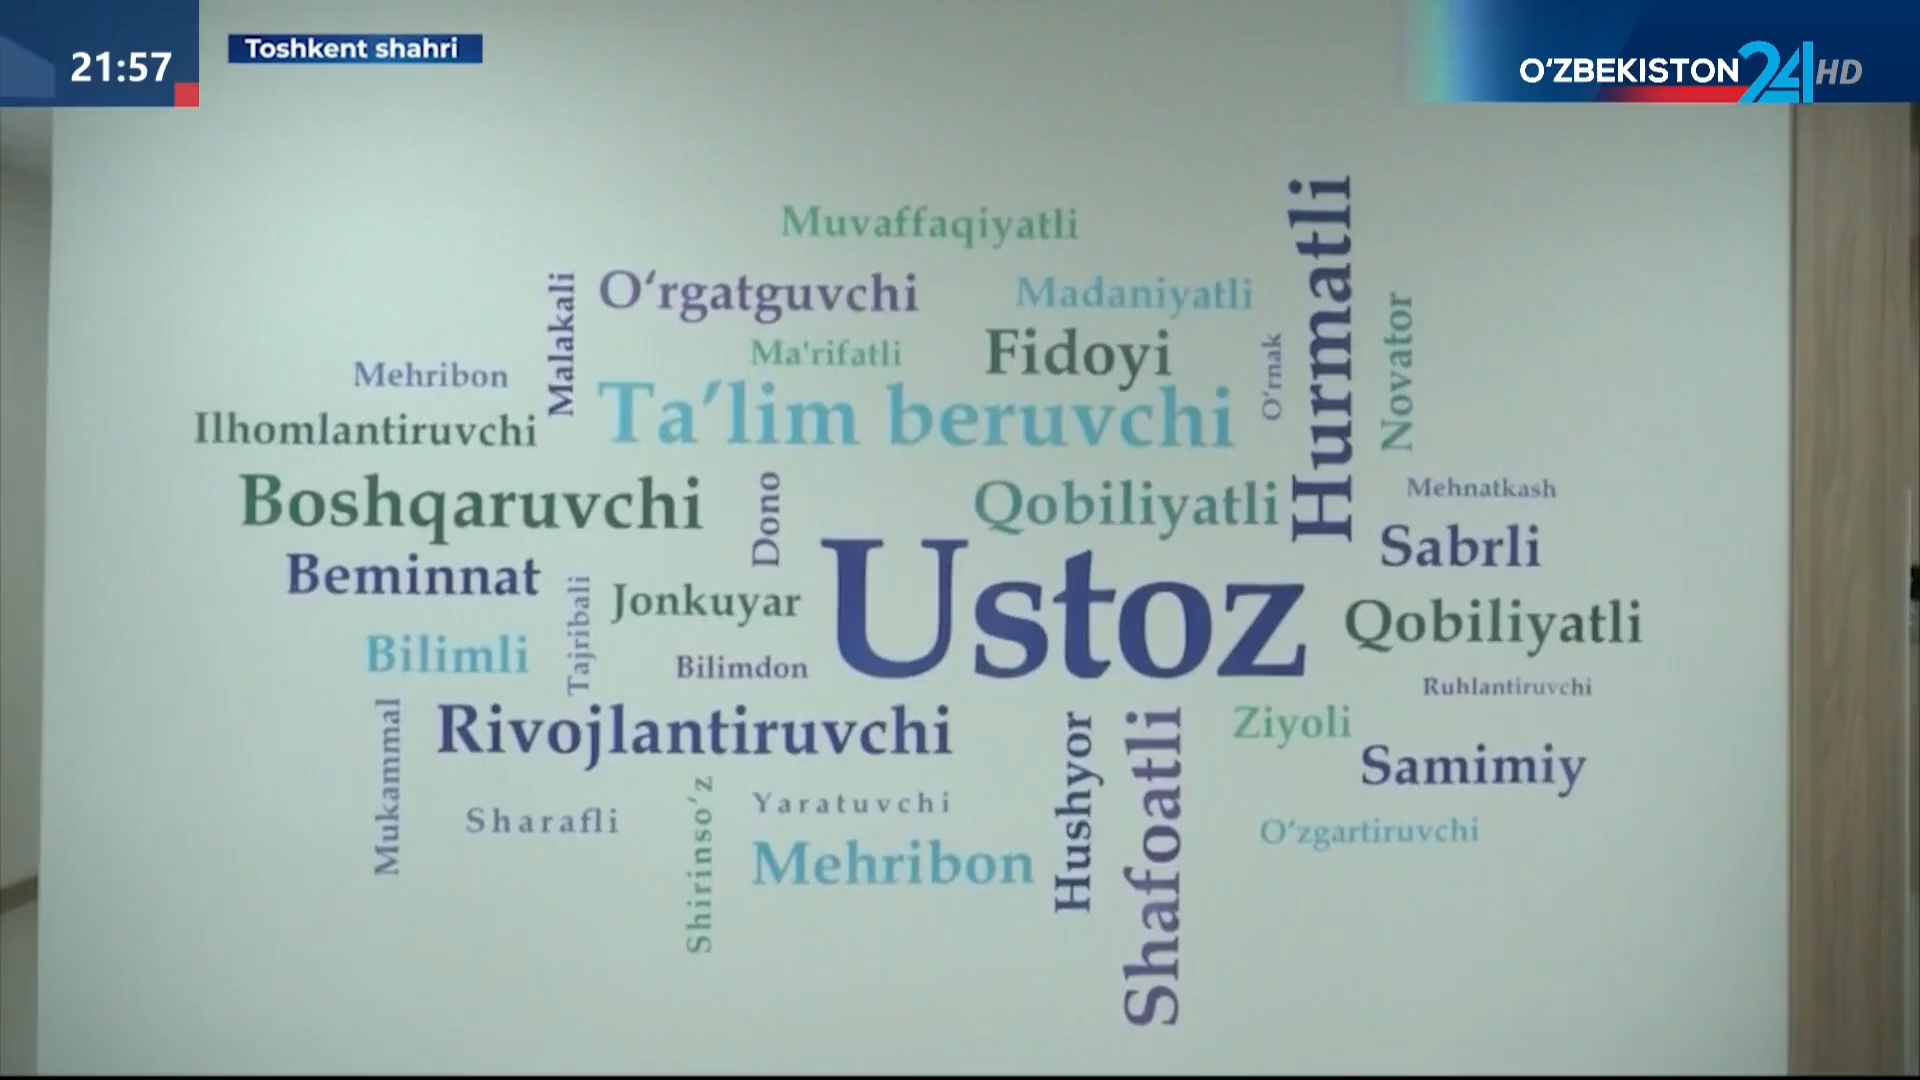 21:57
Toshkent shahri
O‘ZBEKISTON 24 HD
Muvaffaqiyatli
Malakali
O‘rgatguvchi
Madaniyatli
Hurmatli
Novator
Ma'rifatli
Fidoyi
O‘rnak
Mehribon
Ilhomlantiruvchi
Ta’lim beruvchi
Boshqaruvchi
Dono
Qobiliyatli
Mehnatkash
Sabrli
Beminnat
Tajribali
Jonkuyar
Ustoz
Qobiliyatli
Bilimli
Bilimdon
Ruhlantiruvchi
Mukammal
Rivojlantiruvchi
Hushyor
Shafoatli
Ziyoli
Samimiy
Sharafli
Shirinso‘z
Yaratuvchi
Mehribon
O‘zgartiruvchi